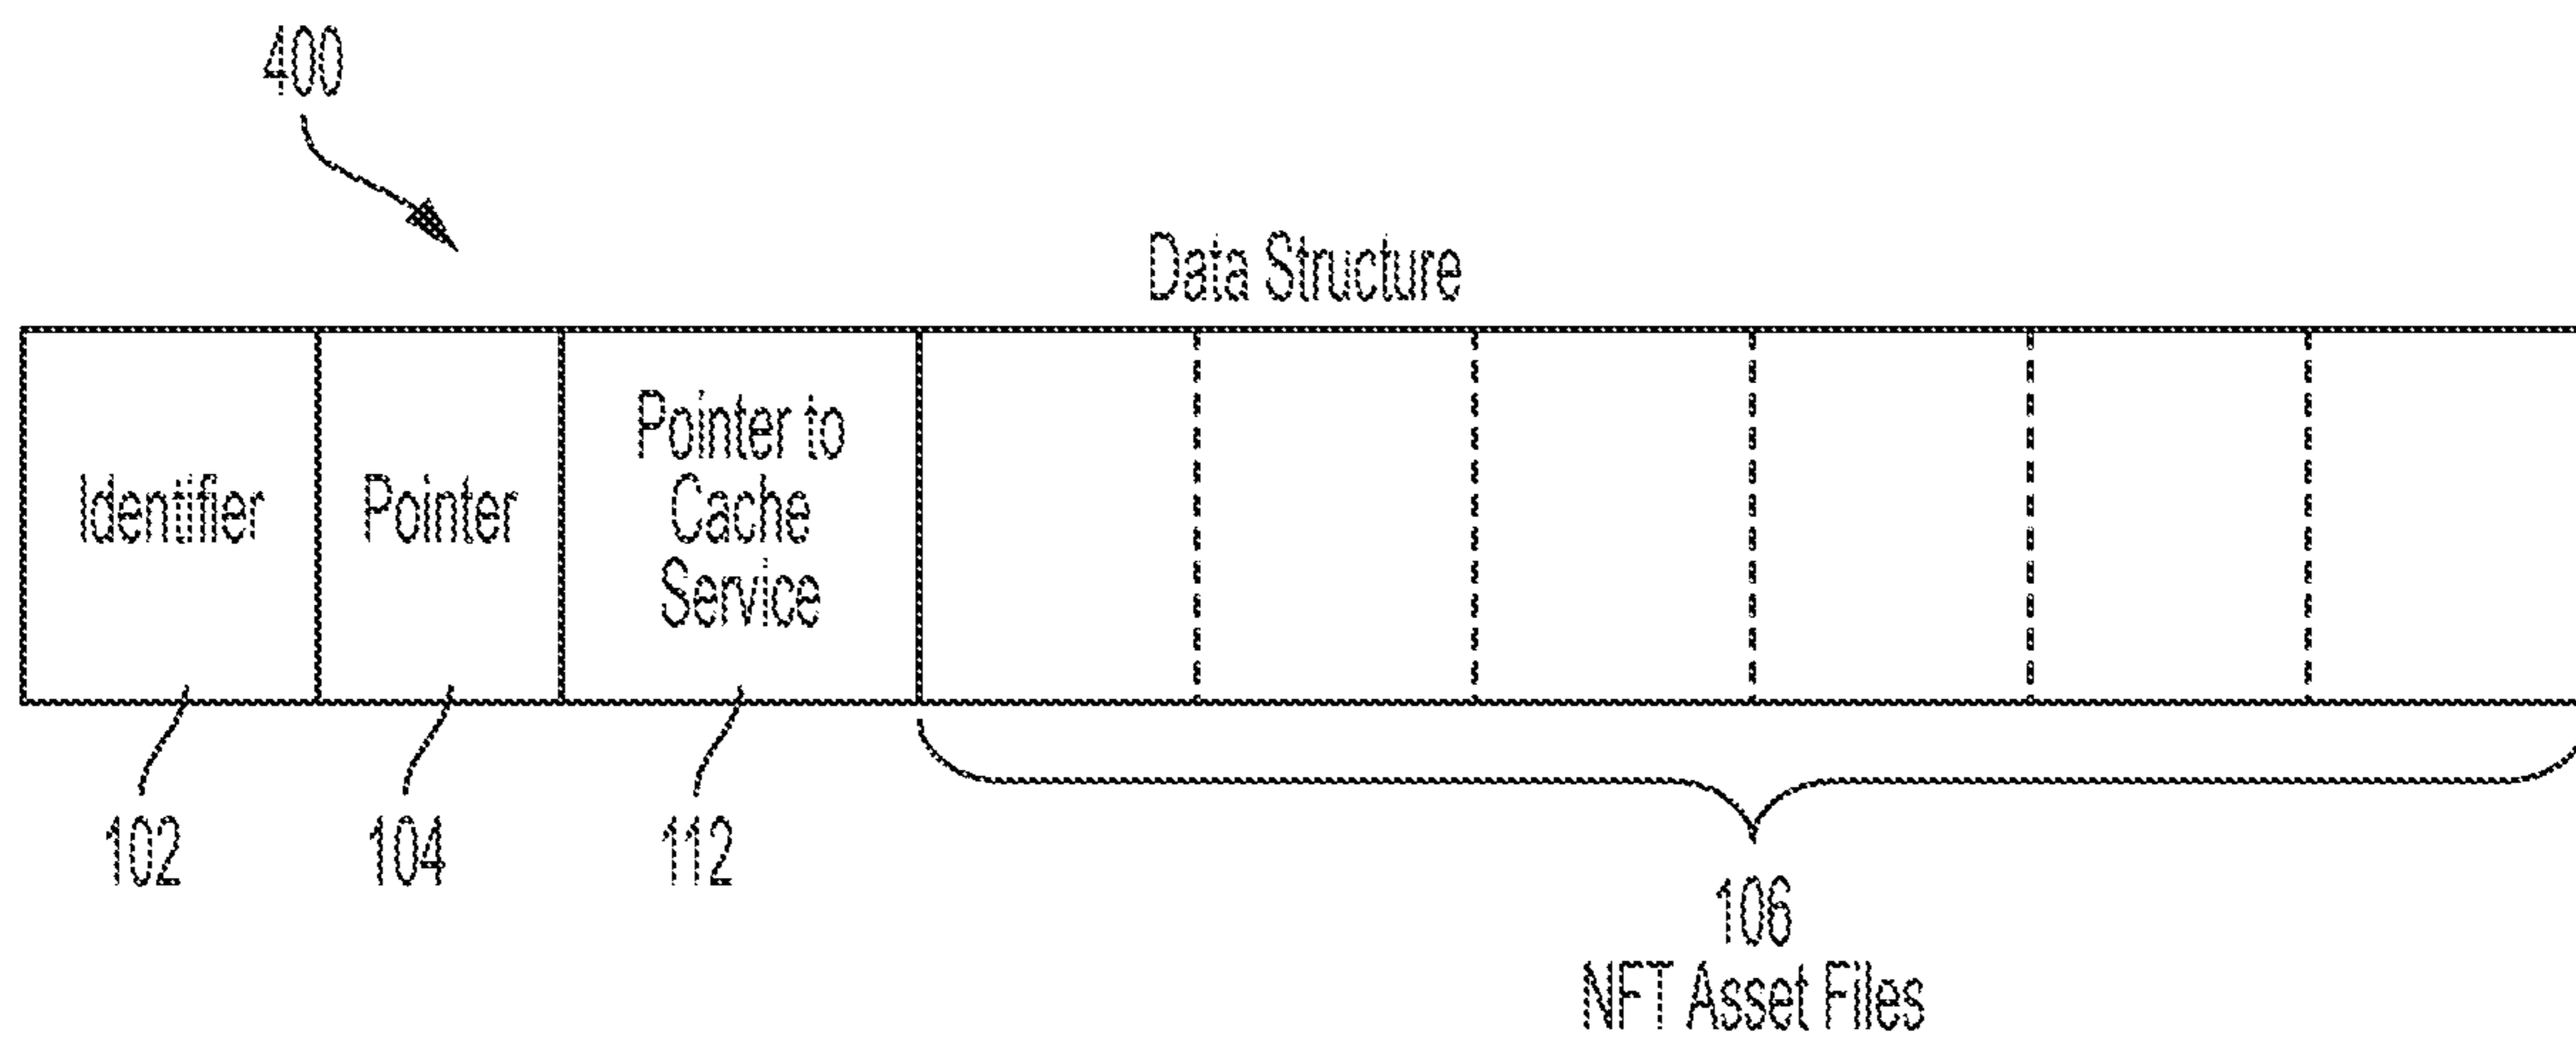 400
Data Structure
Identifier
Pointer
Pointer to
Cache
Service
102
104
112
106
NFT Asset Files